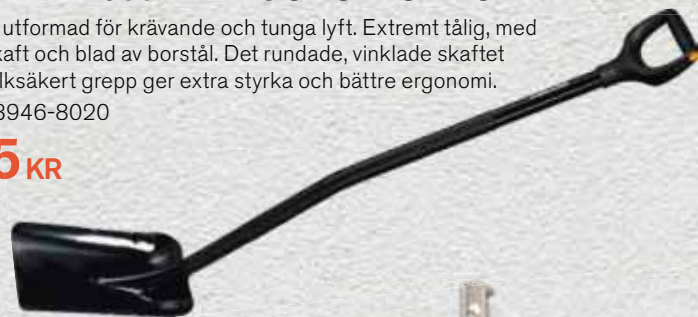 utformad för krävande och tunga lyft. Extremt tålig, med
kaft och blad av borstål. Det rundade, vinklade skaftet
lksäkert grepp ger extra styrka och bättre ergonomi.
3946-8020
5 KR